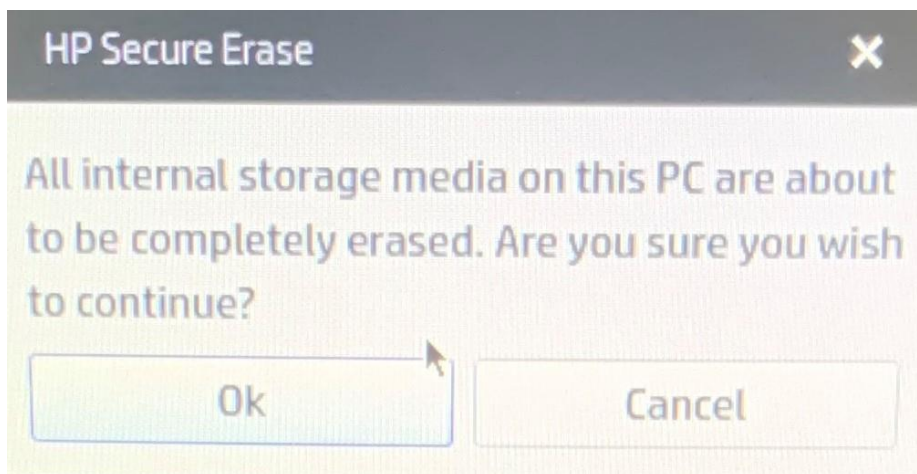 HP Secure Erase
All internal storage media on this PC are about
to be completely erased. Are you sure you wish
to continue?
Ok
Cancel